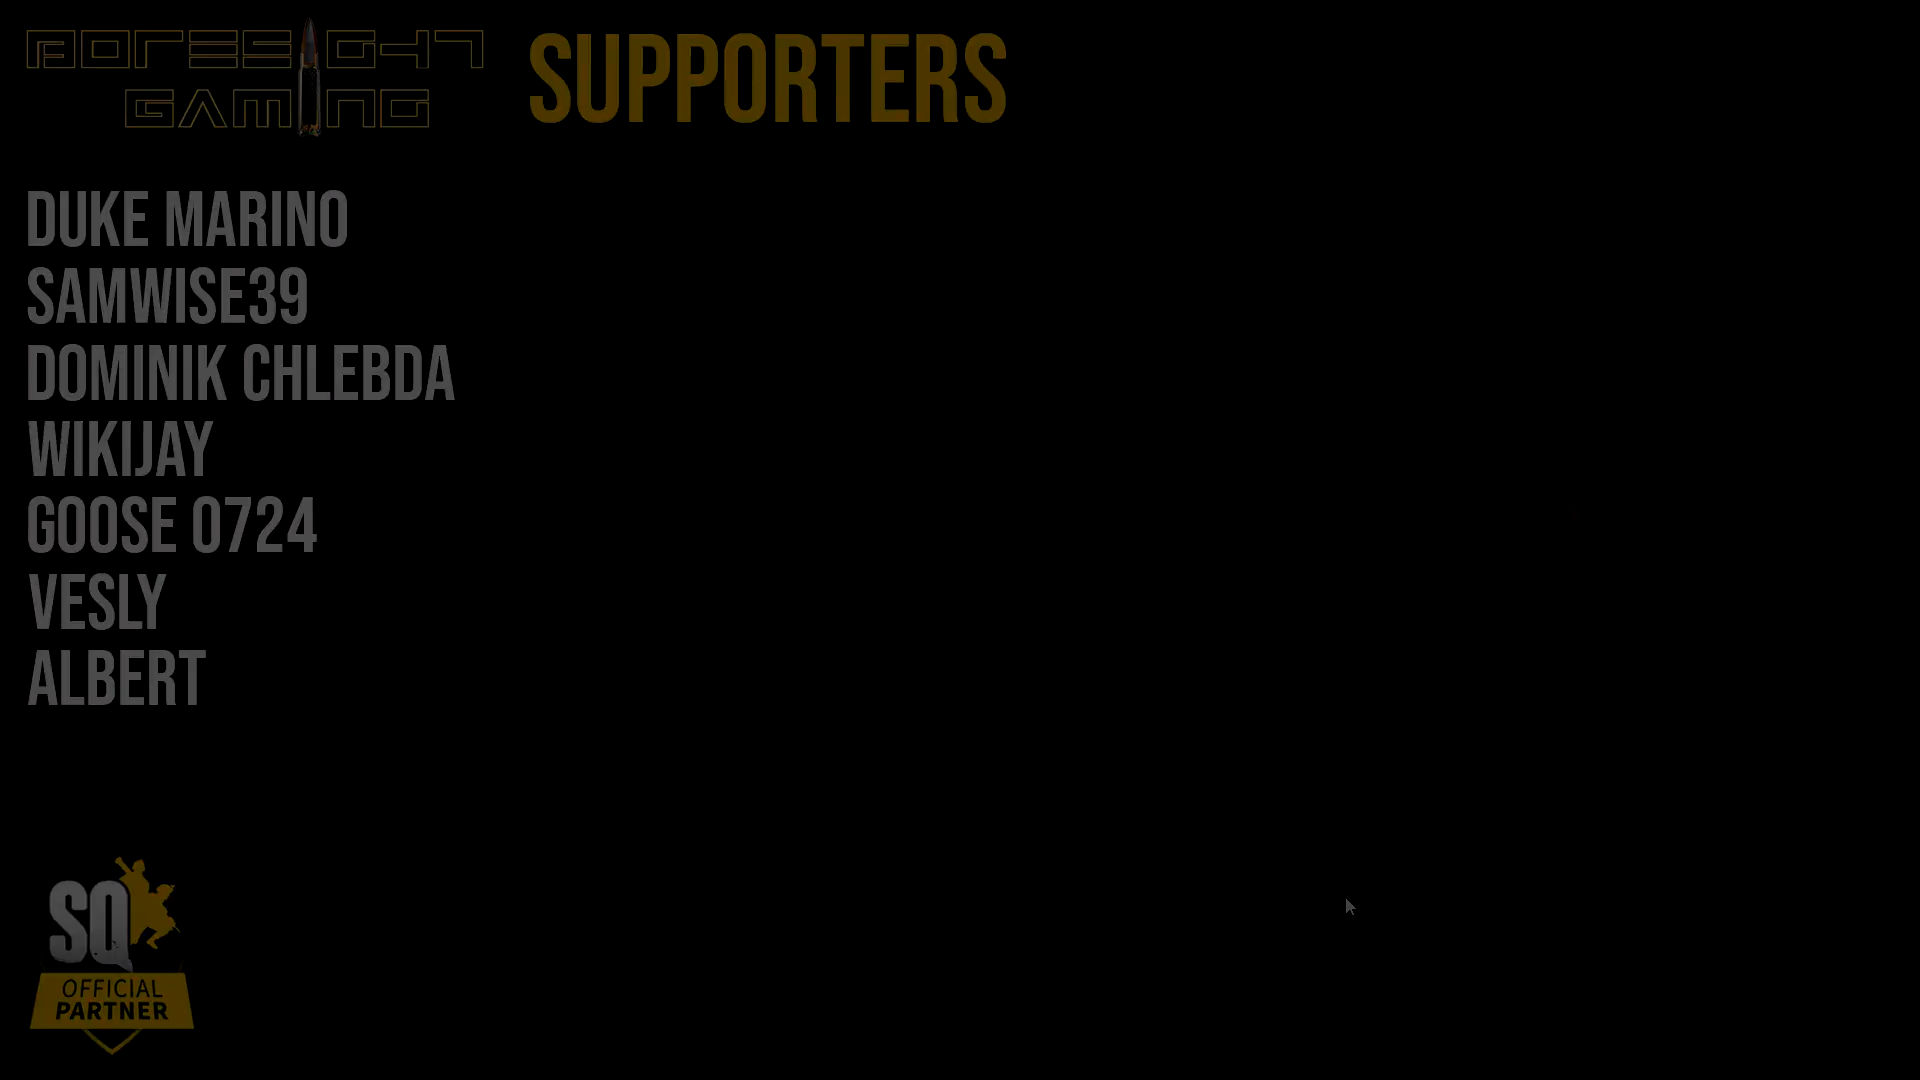 BORESIGHT
GAMING
SUPPORTERS
DUKE MARINO
SAMWISE39
DOMINIK CHLEBDA
WIKIJAY
GOOSE 0724
VESLY
ALBERT
SQ
OFFICIAL
PARTNER